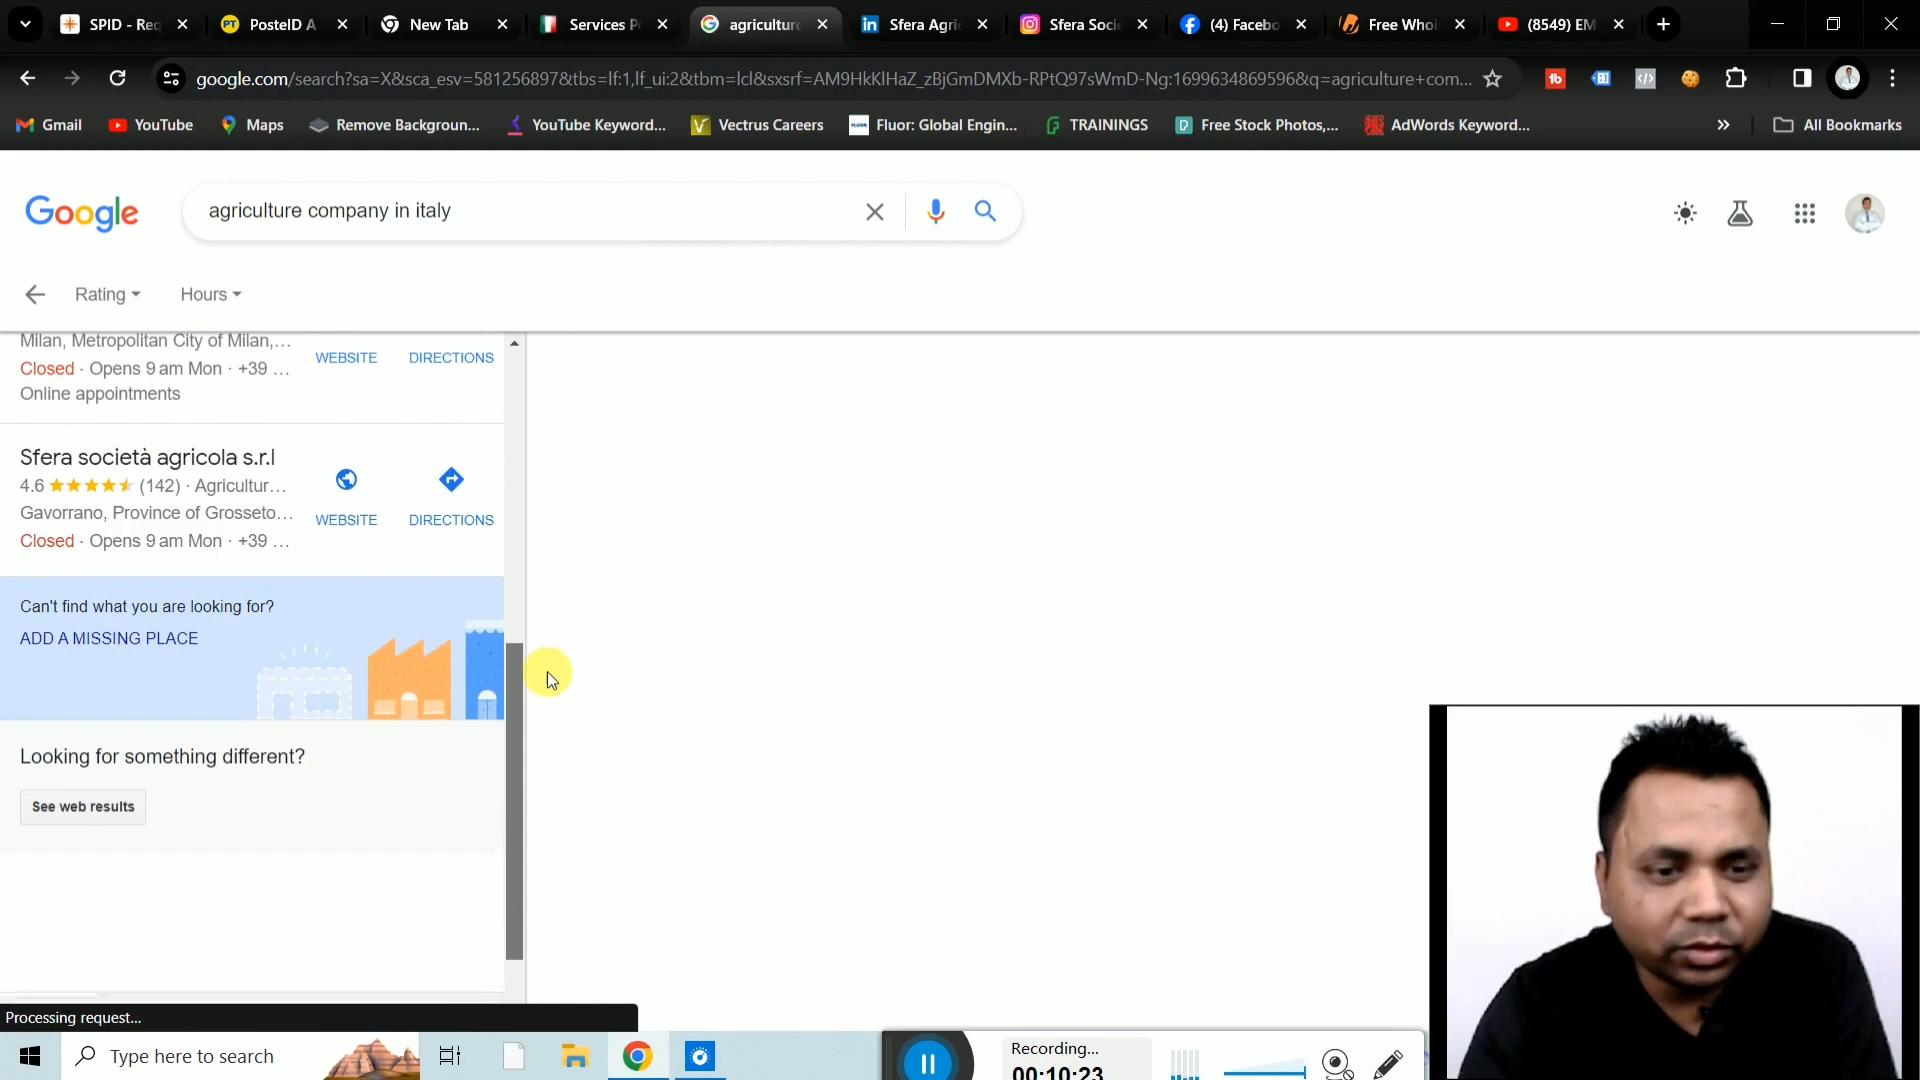 SPID - Req
PosteID A
New Tab
Services P
agriculture
Sfera Agri
Sfera Socie
(4) Facebo
Free Whoi
(8549) EM
google.com/search?sa=X&sca_esv=581256897&tbs=lf:1,lf_ui:2&tbm=lcl&sxsrf=AM9HkKlHaZ_zBjGmDMXb-RPtQ97sWmD-Ng:1699634869596&q=agriculture+com...
Gmail
YouTube
Maps
Remove Backgroun...
YouTube Keyword...
Vectrus Careers
Fluor: Global Engin...
TRAININGS
Free Stock Photos,...
AdWords Keyword...
All Bookmarks
Google
agriculture company in italy
Rating
Hours
Milan, Metropolitan City of Milan,...
Closed · Opens 9 am Mon · +39 ...
Online appointments
WEBSITE
DIRECTIONS
Sfera società agricola s.r.l
4.6 (142) · Agricultur...
Gavorrano, Province of Grosseto...
Closed · Opens 9 am Mon · +39 ...
WEBSITE
DIRECTIONS
Can't find what you are looking for?
ADD A MISSING PLACE
Looking for something different?
See web results
Processing request...
Type here to search
Recording...
00:10:23